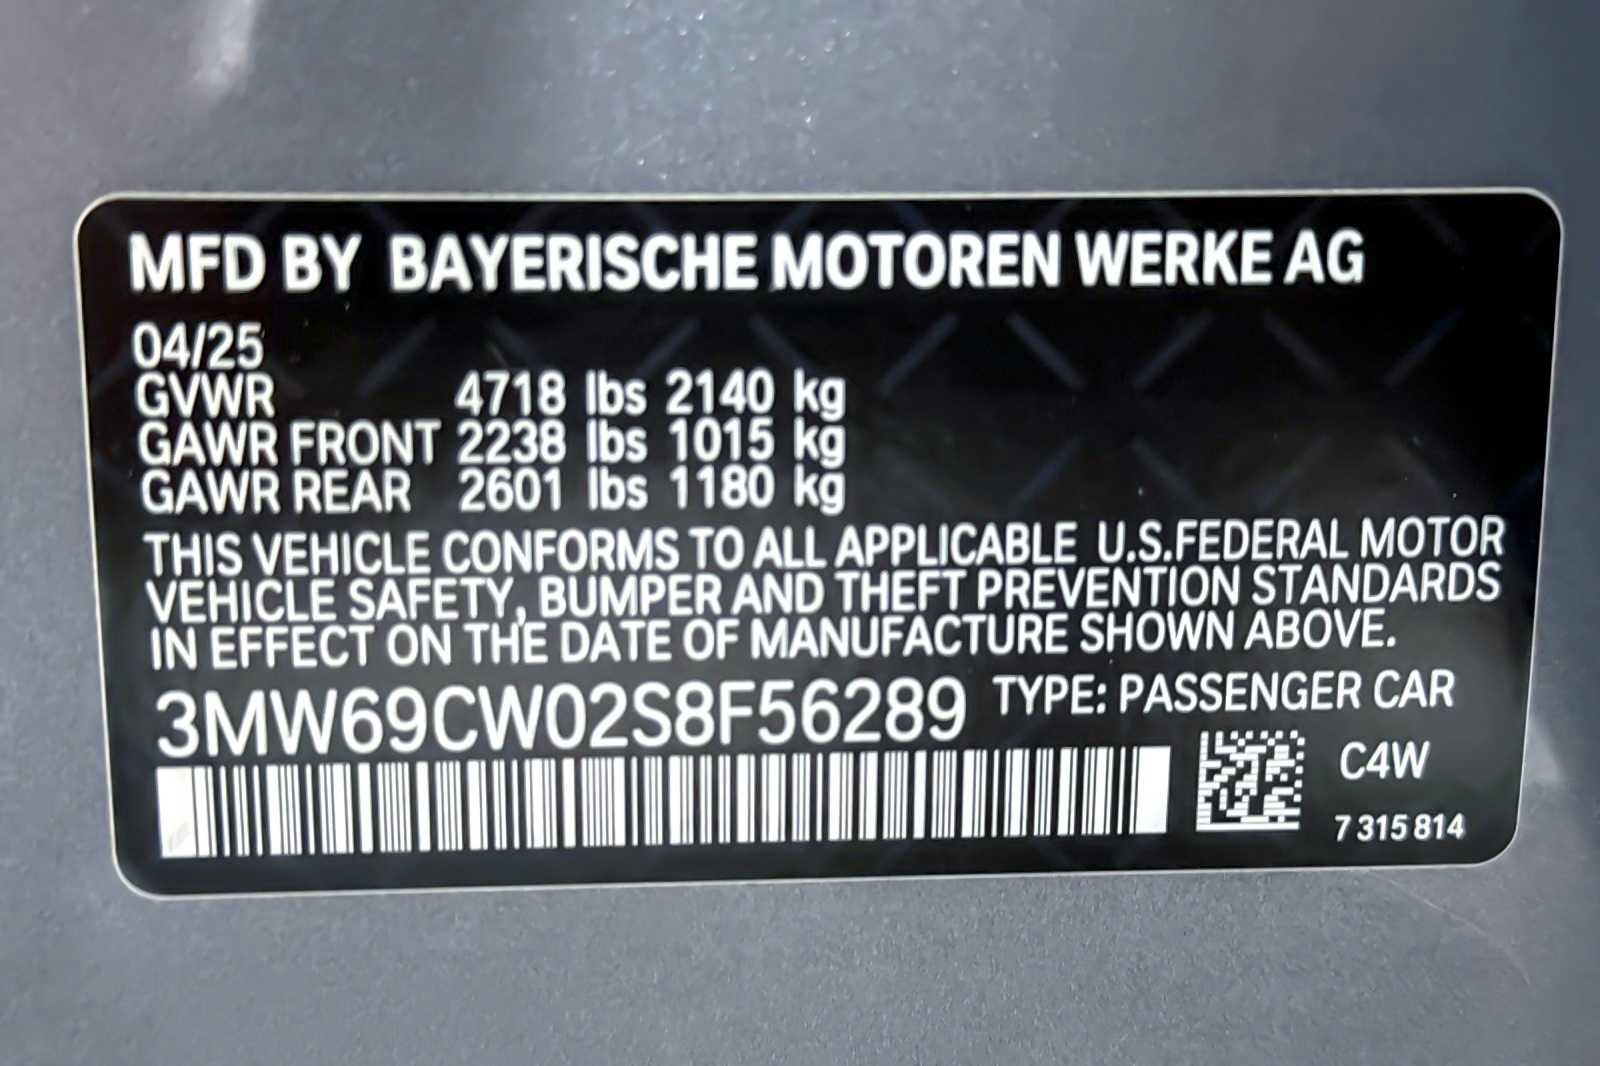 MFD BY BAYERISCHE MOTOREN WERKE AG
04/25
GVWR 4718 lbs 2140 kg
GAWR FRONT 2238 lbs 1015 kg
GAWR REAR 2601 lbs 1180 kg
THIS VEHICLE CONFORMS TO ALL APPLICABLE U.S.FEDERAL MOTOR
VEHICLE SAFETY, BUMPER AND THEFT PREVENTION STANDARDS
IN EFFECT ON THE DATE OF MANUFACTURE SHOWN ABOVE.
3MW69CW02S8F56289 TYPE: PASSENGER CAR
C4W
7 315 814